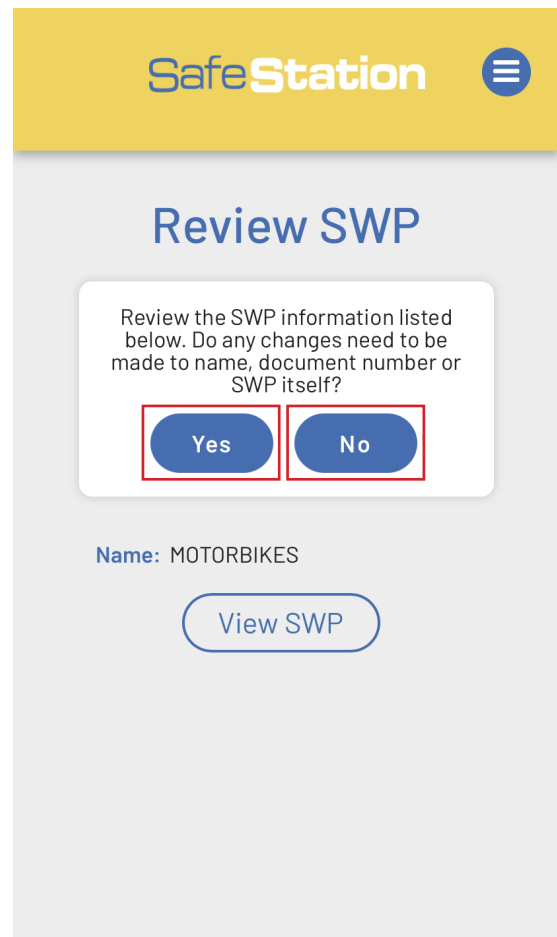 SafeStation
Review SWP
Review the SWP information listed
below. Do any changes need to be
made to name, document number or
SWP itself?
Yes No
Name: MOTORBIKES
View SWP